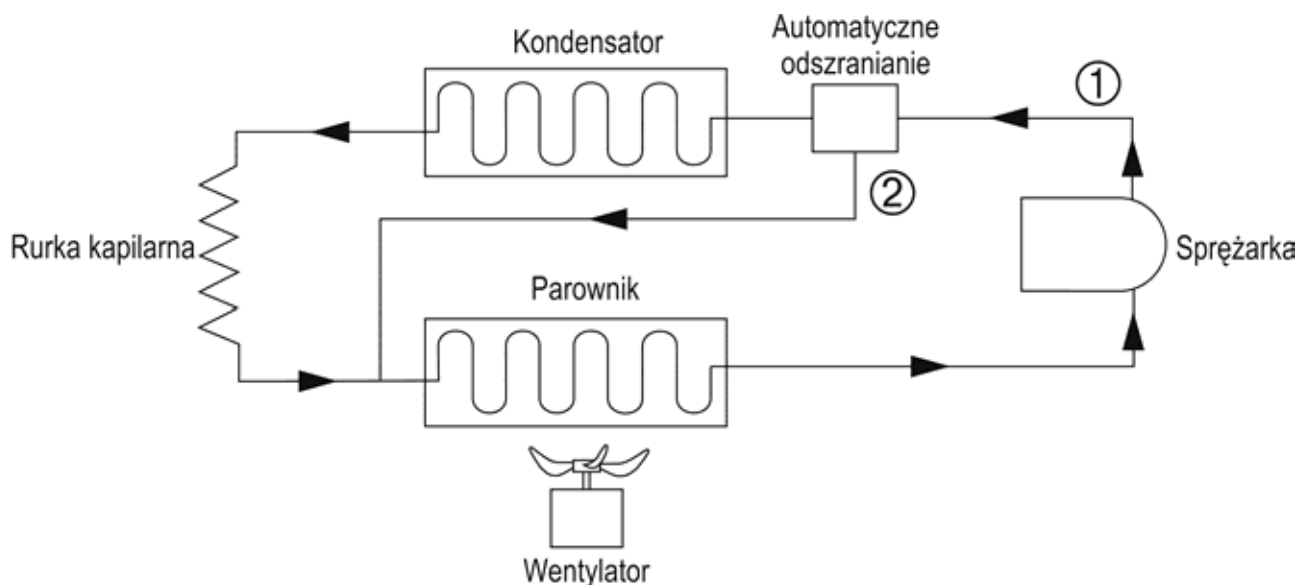 Kondensator
Automatyczne
odszranianie
①
②
Rurka kapilarna
Sprężarka
Parownik
Wentylator